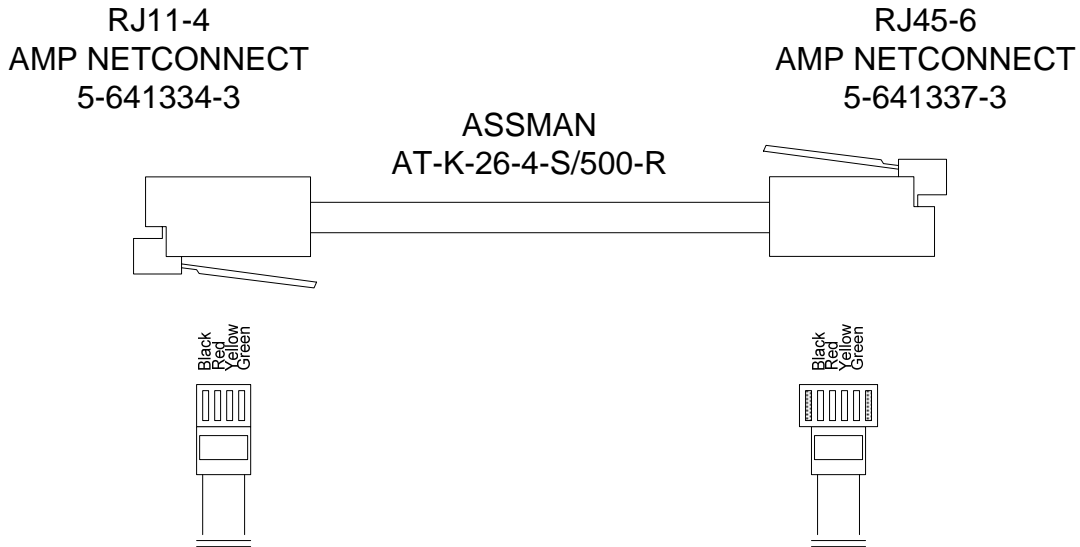 RJ11-4
AMP NETCONNECT
5-641334-3
RJ45-6
AMP NETCONNECT
5-641337-3
ASSMAN
AT-K-26-4-S/500-R
Black
Red
Yellow
Green
Black
Red
Yellow
Green